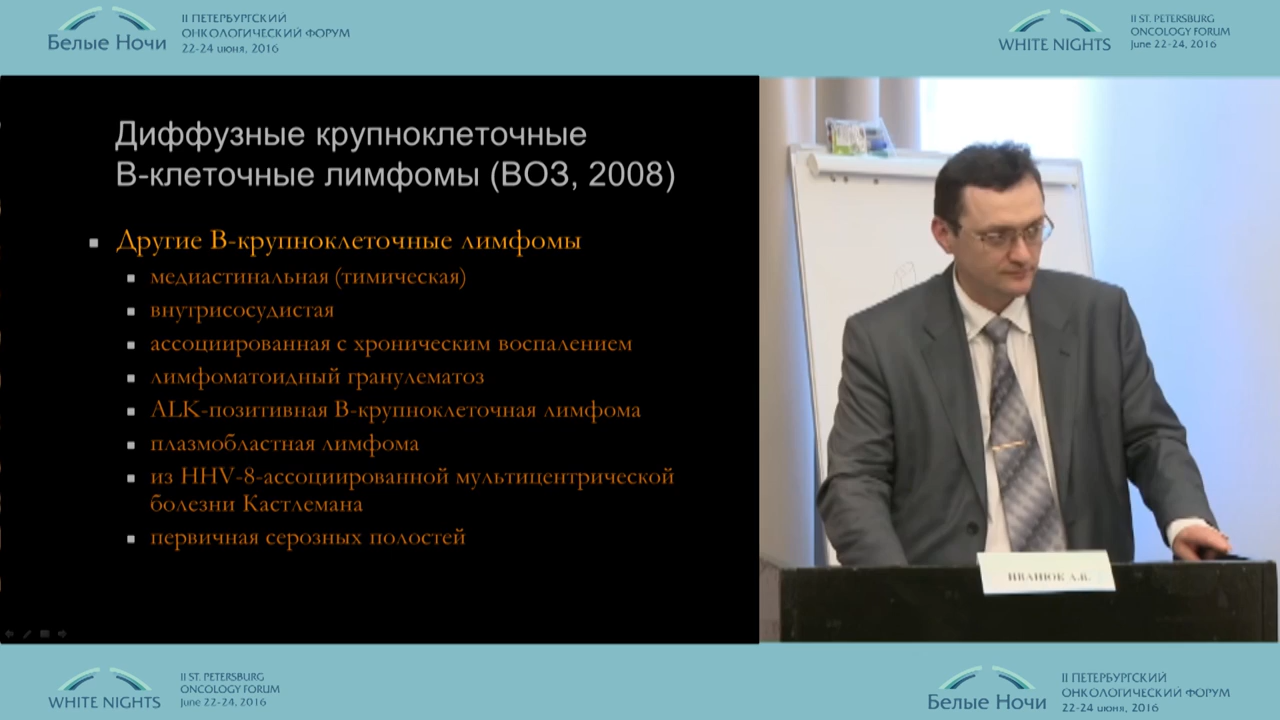 II ПЕТЕРБУРГСКИЙ
ОНКОЛОГИЧЕСКИЙ ФОРУМ
22-24 июня, 2016
Белые Ночи
II ST. PETERSBURG
ONCOLOGY FORUM
June 22-24, 2016
WHITE NIGHTS
Диффузные крупноклеточные
В-клеточные лимфомы (ВОЗ, 2008)
Другие В-крупноклеточные лимфомы
медиастинальная (тимическая)
внутрисосудистая
ассоциированная с хроническим воспалением
лимфоматоидный гранулематоз
ALK-позитивная В-крупноклеточная лимфома
плазмобластная лимфома
из HHV-8-ассоциированной мультицентрической
болезни Кастлемана
первичная серозных полостей
ИВАНЮК А.В.
II ST. PETERSBURG
ONCOLOGY FORUM
June 22-24, 2016
WHITE NIGHTS
II ПЕТЕРБУРГСКИЙ
ОНКОЛОГИЧЕСКИЙ ФОРУМ
22-24 июня, 2016
Белые Ночи